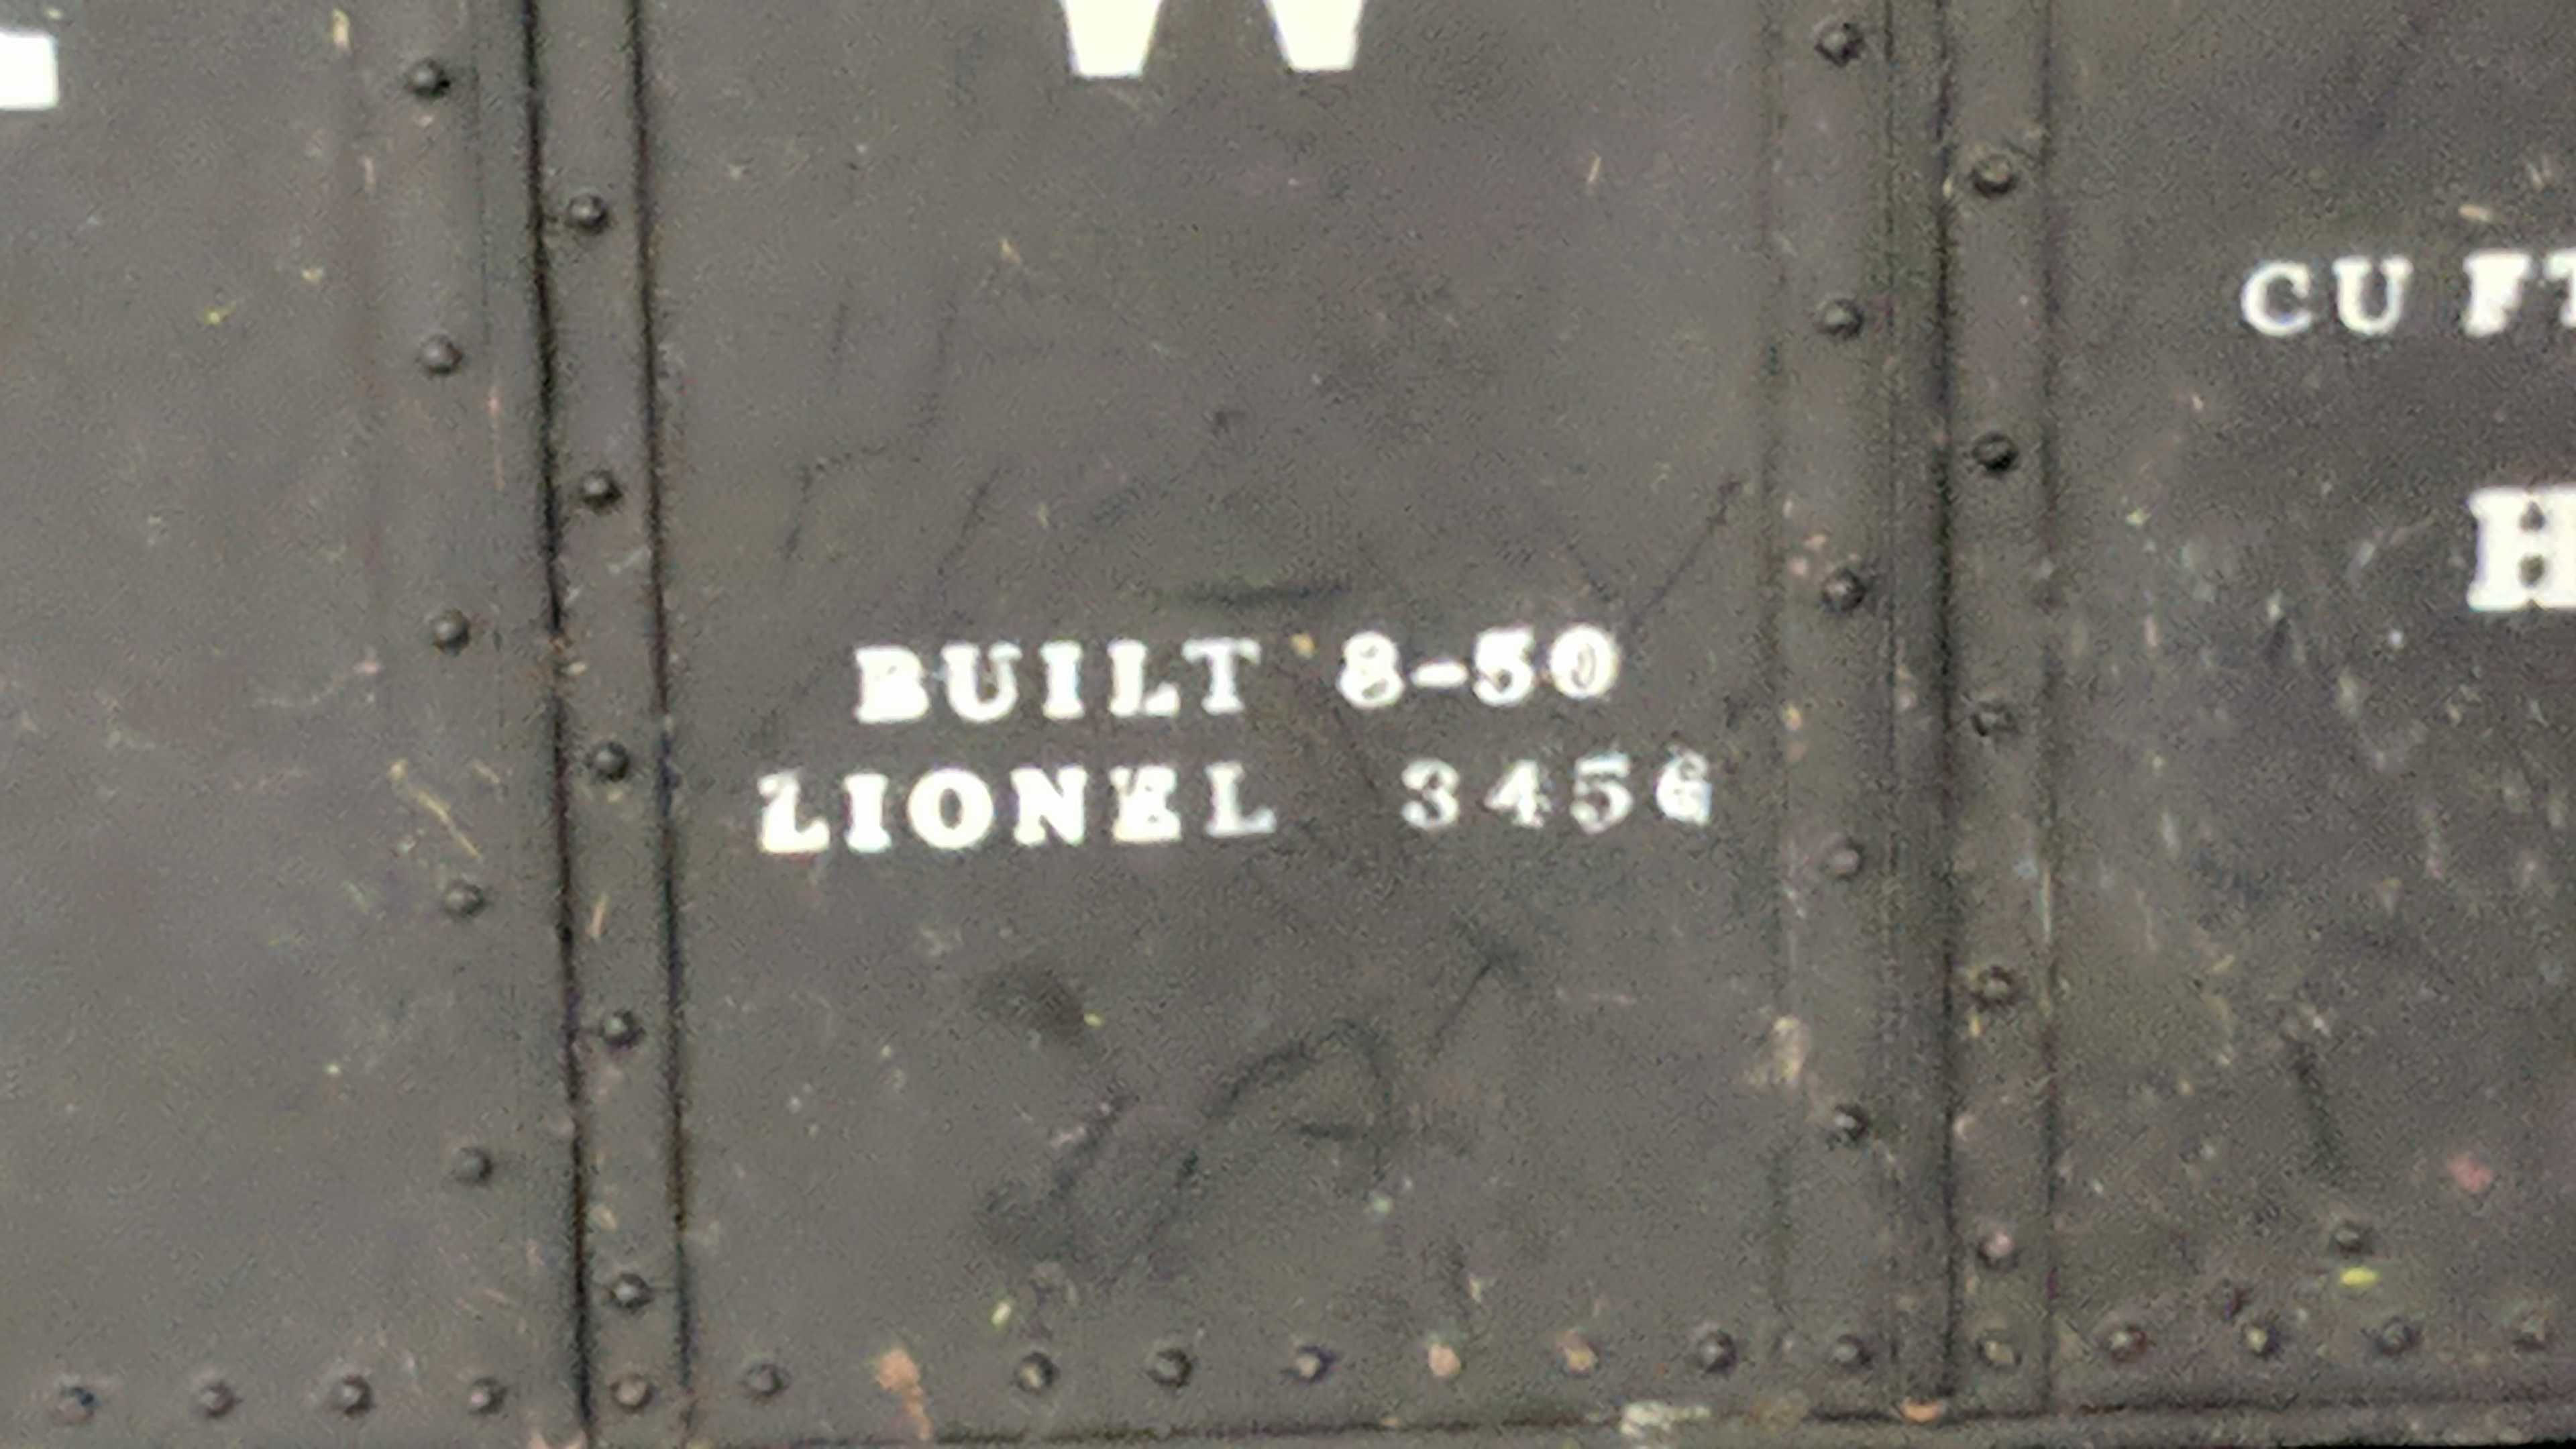 W
CU FT
H
BUILT 8-50
LIONEL 3456